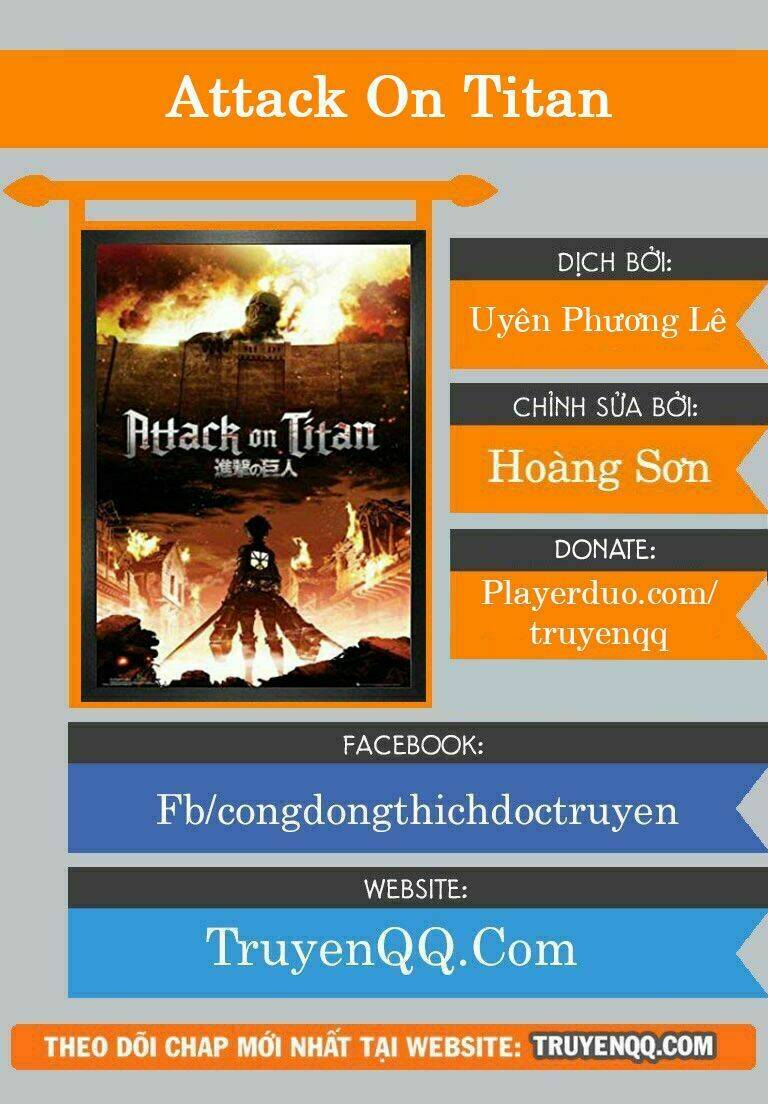 Attack On Titan
Attack on Titan
進撃の巨人
DỊCH BỞI:
Uyên Phương Lê
CHỈNH SỬA BỞI:
Hoàng Sơn
DONATE:
Playerduo.com/
truyenqq
FACEBOOK:
Fb/congdongthichdoctruyen
WEBSITE:
TruyenQQ.Com
THEO DÕI CHAP MỚI NHẤT TẠI WEBSITE: TRUYENQQ.COM